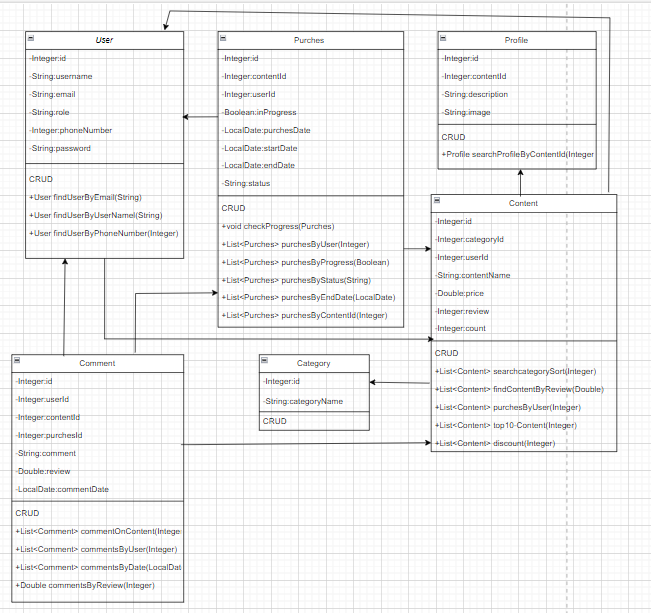 User
-Integer:id
-String:username
-String:email
-String:role
-Integer:phoneNumber
-String:password
CRUD
+User findUserByEmail(String)
+User findUserByUserNamel(String)
+User findUserByPhoneNumber(Integer)
Purches
-Integer:id
-Integer:contentId
-Integer:userId
-Boolean:inProgress
-LocalDate:purchesDate
-LocalDate:startDate
-LocalDate:endDate
-String:status
CRUD
+void checkProgress(Purches)
+List<Purches> purchesByUser(Integer)
+List<Purches> purchesByProgress(Boolean)
+List<Purches> purchesByStatus(String)
+List<Purches> purchesByEndDate(LocalDate)
+List<Purches> purchesByContentId(Integer)
Profile
-Integer:id
-Integer:contentId
-String:description
-String:image
CRUD
+Profile searchProfileByContentId(Integer
Content
-Integer:id
-Integer:categoryId
-Integer:userId
-String:contentName
-Double:price
-Integer:review
-Integer:count
CRUD
+List<Content> searchcategorySort(Integer)
+List<Content> findContentByReview(Double)
+List<Content> purchesByUser(Integer)
+List<Content> top10-Content(Integer)
+List<Content> discount(Integer)
Comment
-Integer:id
-Integer:userId
-Integer:contentId
-Integer:purchesId
-String:comment
-Double:review
-LocalDate:commentDate
CRUD
+List<Comment> commentOnContent(Intege
+List<Comment> commentsByUser(Integer)
+List<Comment> commentsByDate(LocalDat
+Double commentsByReview(Integer)
Category
-Integer:id
-String:categoryName
CRUD